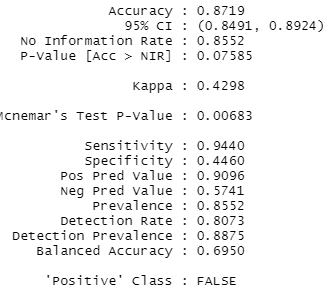 Accuracy : 0.8719
95% CI : (0.8491, 0.8924)
No Information Rate : 0.8552
P-Value [Acc > NIR] : 0.07585
Kappa : 0.4298
Mcnemar's Test P-Value : 0.00683
Sensitivity : 0.9440
Specificity : 0.4460
Pos Pred Value : 0.9096
Neg Pred Value : 0.5741
Prevalence : 0.8552
Detection Rate : 0.8073
Detection Prevalence : 0.8875
Balanced Accuracy : 0.6950
'Positive' Class : FALSE